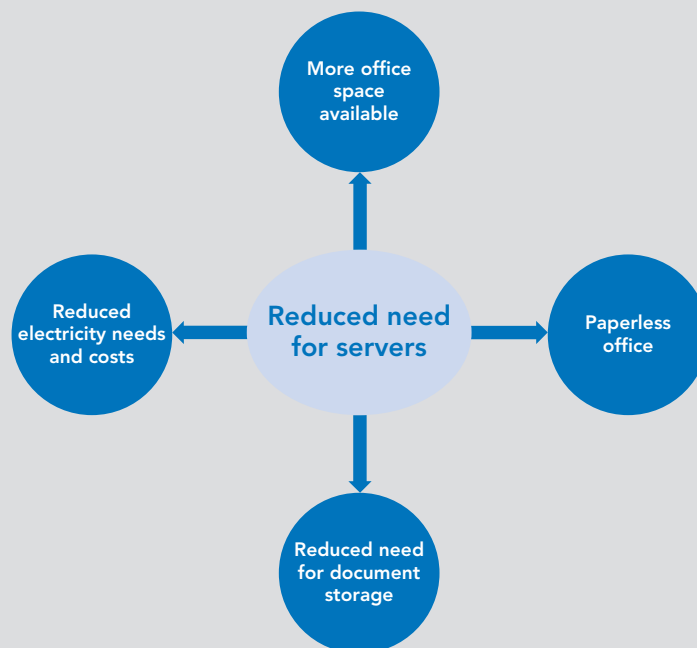 More office
space
available
Reduced
electricity needs
and costs
Reduced need
for servers
Paperless
office
Reduced need
for document
storage